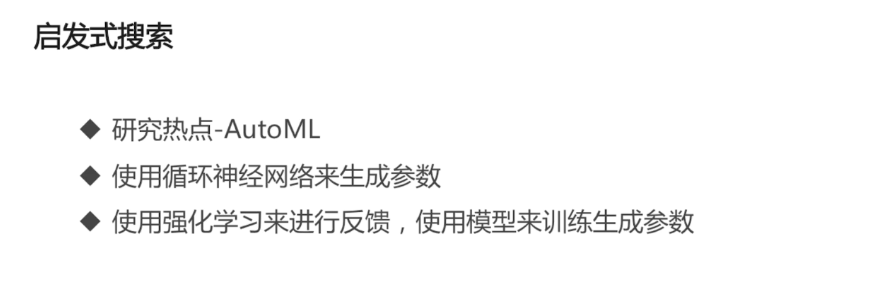 启发式搜索
◆ 研究热点-AutoML
◆ 使用循环神经网络来生成参数
◆ 使用强化学习来进行反馈，使用模型来训练生成参数